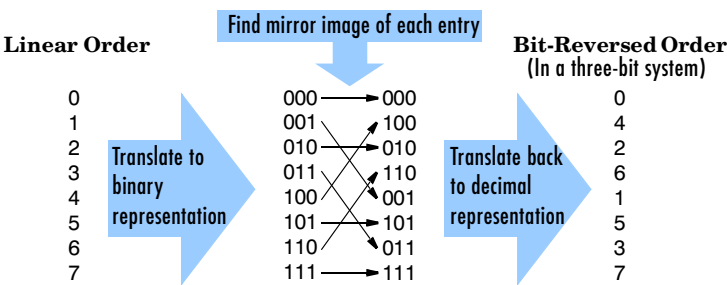 Find mirror image of each entry
Linear Order
Bit-Reversed Order
(In a three-bit system)
0 000 000 0
1 001 100 4
2 010 010 2
3 011 110 6
4 100 001 1
5 101 101 5
6 110 011 3
7 111 111 7
Translate to
binary
representation
Translate back
to decimal
representation